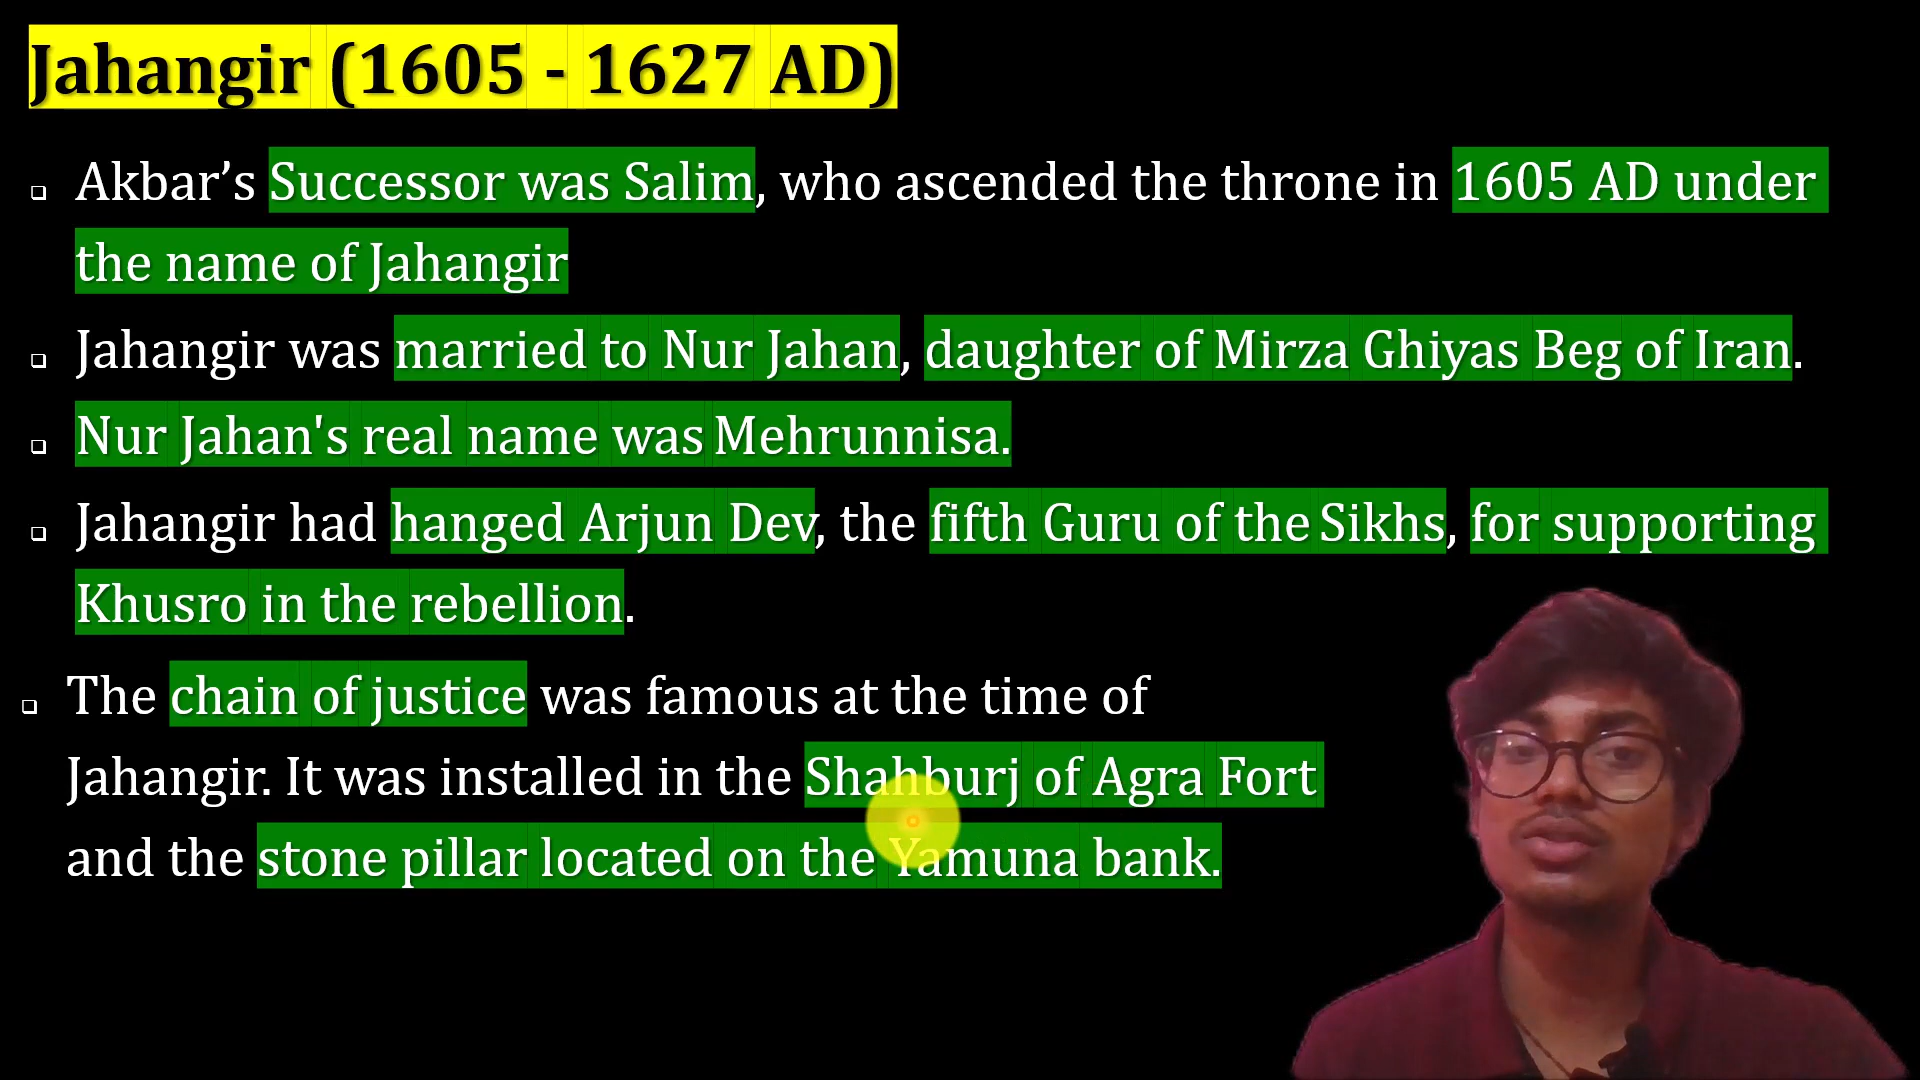 Jahangir (1605 - 1627 AD)
Akbar’s Successor was Salim, who ascended the throne in 1605 AD under
the name of Jahangir
Jahangir was married to Nur Jahan, daughter of Mirza Ghiyas Beg of Iran.
Nur Jahan's real name was Mehrunnisa.
Jahangir had hanged Arjun Dev, the fifth Guru of the Sikhs, for supporting
Khusro in the rebellion.
The chain of justice was famous at the time of
Jahangir. It was installed in the Shahburj of Agra Fort
and the stone pillar located on the Yamuna bank.